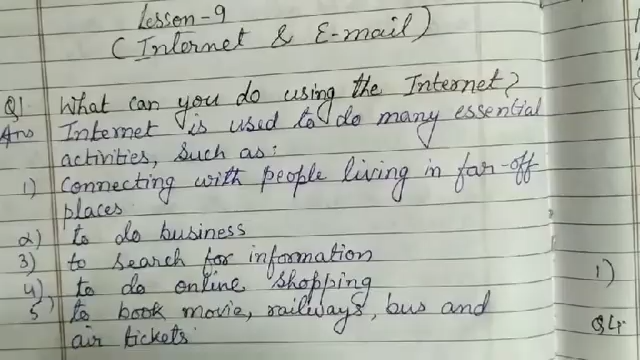 Lesson-9
(Internet & E-mail)
Q1 What can you do using the Internet?
Ans Internet is used to do many essential
activities, such as:
1) Connecting with people living in far-off
places
2) to do business
3) to search for information
4) to do online shopping
5) to book movie, railways, bus and
air tickets.
1)
Q4